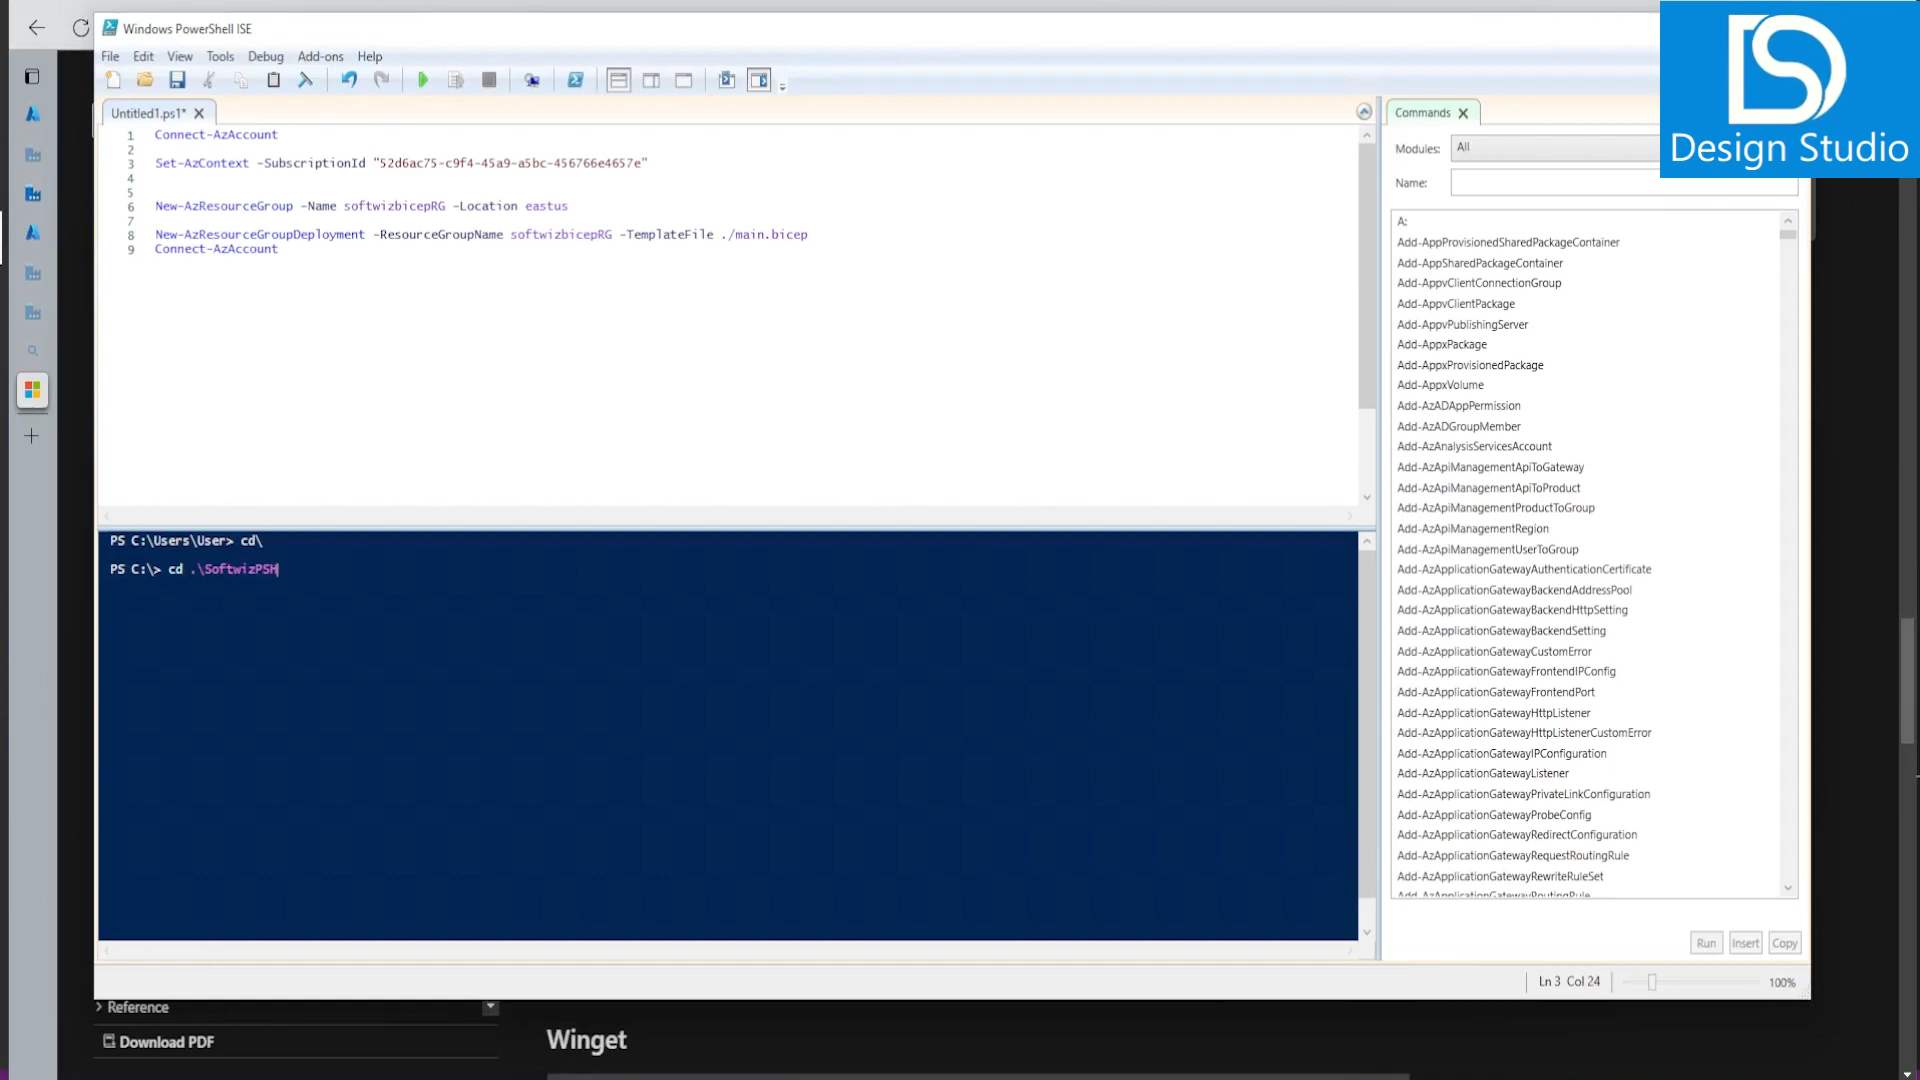 Windows PowerShell ISE
File Edit View Tools Debug Add-ons Help
Untitled1.ps1*
1 Connect-AzAccount
2
3 Set-AzContext -SubscriptionId "52d6ac75-c9f4-45a9-a5bc-456766e4657e"
4
5
6 New-AzResourceGroup -Name softwizbicepRG -Location eastus
7
8 New-AzResourceGroupDeployment -ResourceGroupName softwizbicepRG -TemplateFile ./main.bicep
9 Connect-AzAccount
PS C:\Users\User> cd\
PS C:\> cd .\SoftwizPSH
Commands
Modules: All
Name:
A:
Add-AppProvisionedSharedPackageContainer
Add-AppSharedPackageContainer
Add-AppvClientConnectionGroup
Add-AppvClientPackage
Add-AppvPublishingServer
Add-AppxPackage
Add-AppxProvisionedPackage
Add-AppxVolume
Add-AzADAppPermission
Add-AzADGroupMember
Add-AzAnalysisServicesAccount
Add-AzApiManagementApiToGateway
Add-AzApiManagementApiToProduct
Add-AzApiManagementProductToGroup
Add-AzApiManagementRegion
Add-AzApiManagementUserToGroup
Add-AzApplicationGatewayAuthenticationCertificate
Add-AzApplicationGatewayBackendAddressPool
Add-AzApplicationGatewayBackendHttpSetting
Add-AzApplicationGatewayBackendSetting
Add-AzApplicationGatewayCustomError
Add-AzApplicationGatewayFrontendIPConfig
Add-AzApplicationGatewayFrontendPort
Add-AzApplicationGatewayHttpListener
Add-AzApplicationGatewayHttpListenerCustomError
Add-AzApplicationGatewayIPConfiguration
Add-AzApplicationGatewayListener
Add-AzApplicationGatewayPrivateLinkConfiguration
Add-AzApplicationGatewayProbeConfig
Add-AzApplicationGatewayRedirectConfiguration
Add-AzApplicationGatewayRequestRoutingRule
Add-AzApplicationGatewayRewriteRuleSet
Add-AzApplicationGatewayRoutingRule
Run Insert Copy
Ln 3 Col 24 100%
Reference
Download PDF
Winget
DS
Design Studio